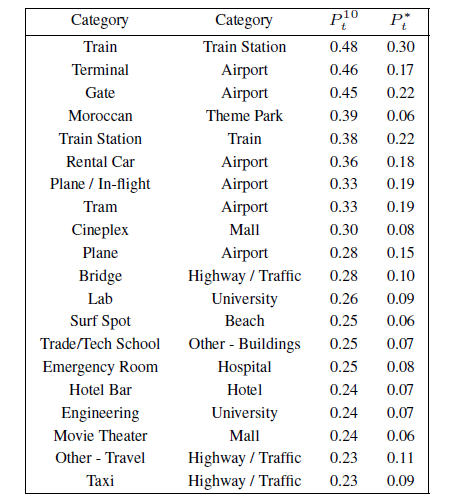 Category Category P_t^10 P_t^*
Train Train Station 0.48 0.30
Terminal Airport 0.46 0.17
Gate Airport 0.45 0.22
Moroccan Theme Park 0.39 0.06
Train Station Train 0.38 0.22
Rental Car Airport 0.36 0.18
Plane / In-flight Airport 0.33 0.19
Tram Airport 0.33 0.19
Cineplex Mall 0.30 0.08
Plane Airport 0.28 0.15
Bridge Highway / Traffic 0.28 0.10
Lab University 0.26 0.09
Surf Spot Beach 0.25 0.06
Trade/Tech School Other - Buildings 0.25 0.07
Emergency Room Hospital 0.25 0.08
Hotel Bar Hotel 0.24 0.07
Engineering University 0.24 0.07
Movie Theater Mall 0.24 0.06
Other - Travel Highway / Traffic 0.23 0.11
Taxi Highway / Traffic 0.23 0.09